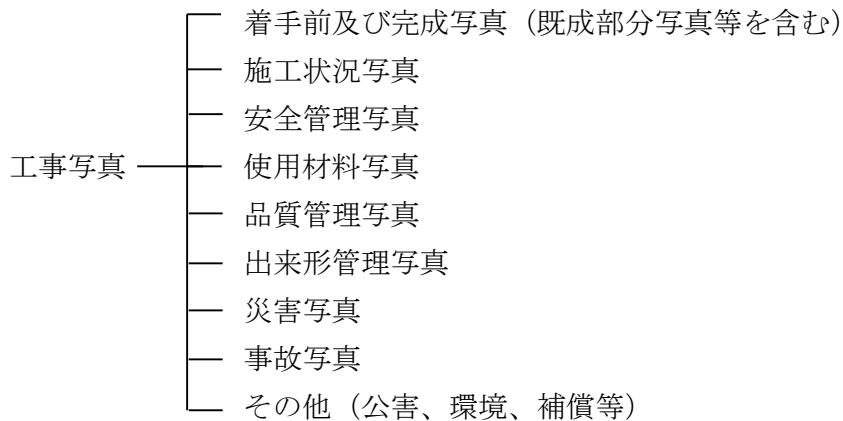 着手前及び完成写真（既成部分写真等を含む）
施工状況写真
安全管理写真
工事写真 使用材料写真
品質管理写真
出来形管理写真
災害写真
事故写真
その他（公害、環境、補償等）